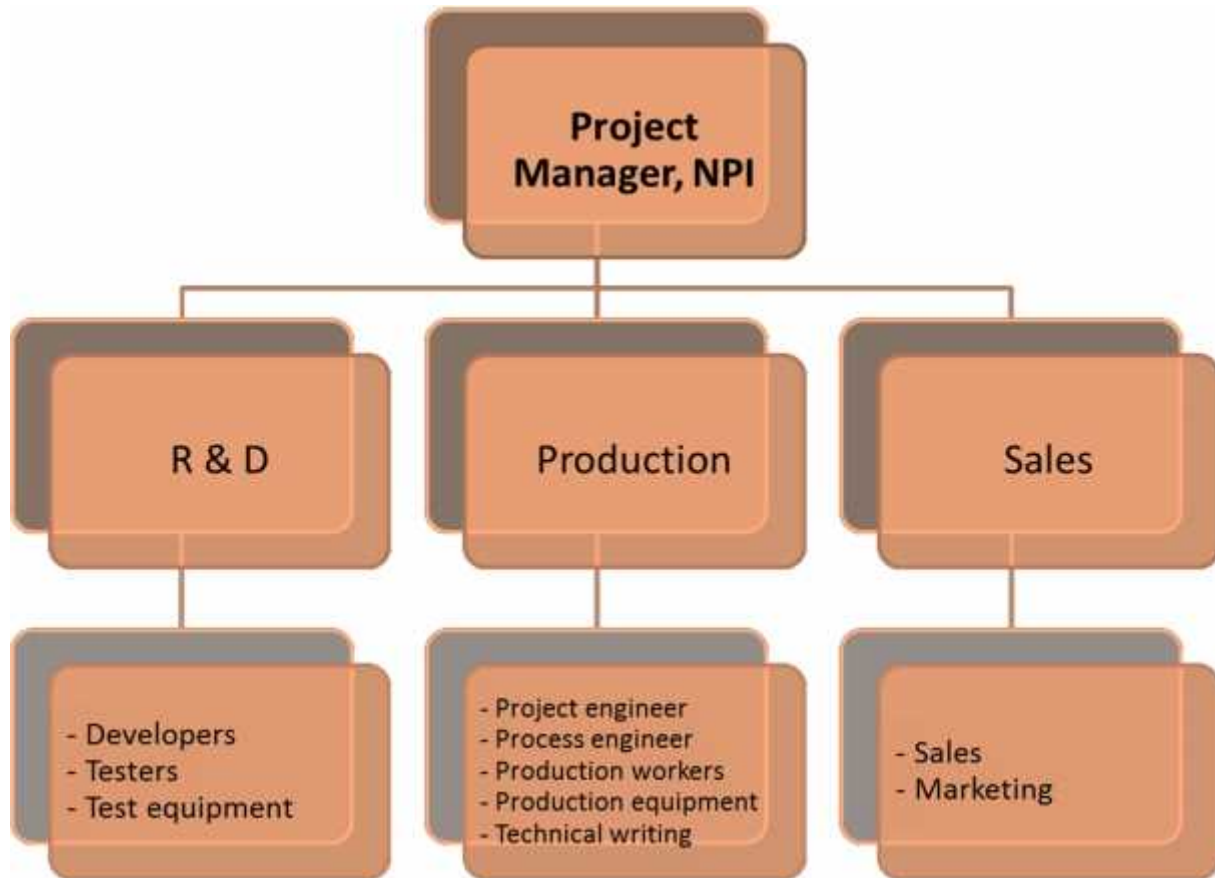 Project
Manager, NPI
R & D
Production
Sales
- Developers
- Testers
- Test equipment
- Project engineer
- Process engineer
- Production workers
- Production equipment
- Technical writing
- Sales
- Marketing